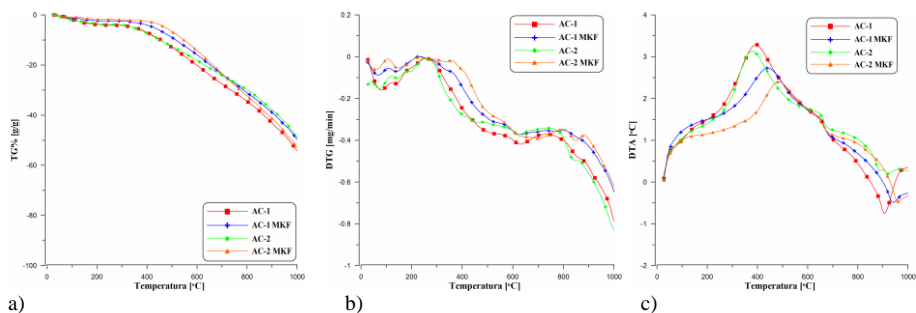 TG% [g/g]
0
-20
-40
-60
-80
-100
0
200
400
600
800
1000
Temperatura [°C]
AC-1
AC-1 MKF
AC-2
AC-2 MKF
a)
DTG [mg/min]
0.2
0
-0.2
-0.4
-0.6
-0.8
-1
0
200
400
600
800
1000
Temperatura [°C]
AC-1
AC-1 MKF
AC-2
AC-2 MKF
b)
DTA [°C]
4
3
2
1
0
-1
-2
0
200
400
600
800
1000
Temperatura [°C]
AC-1
AC-1 MKF
AC-2
AC-2 MKF
c)